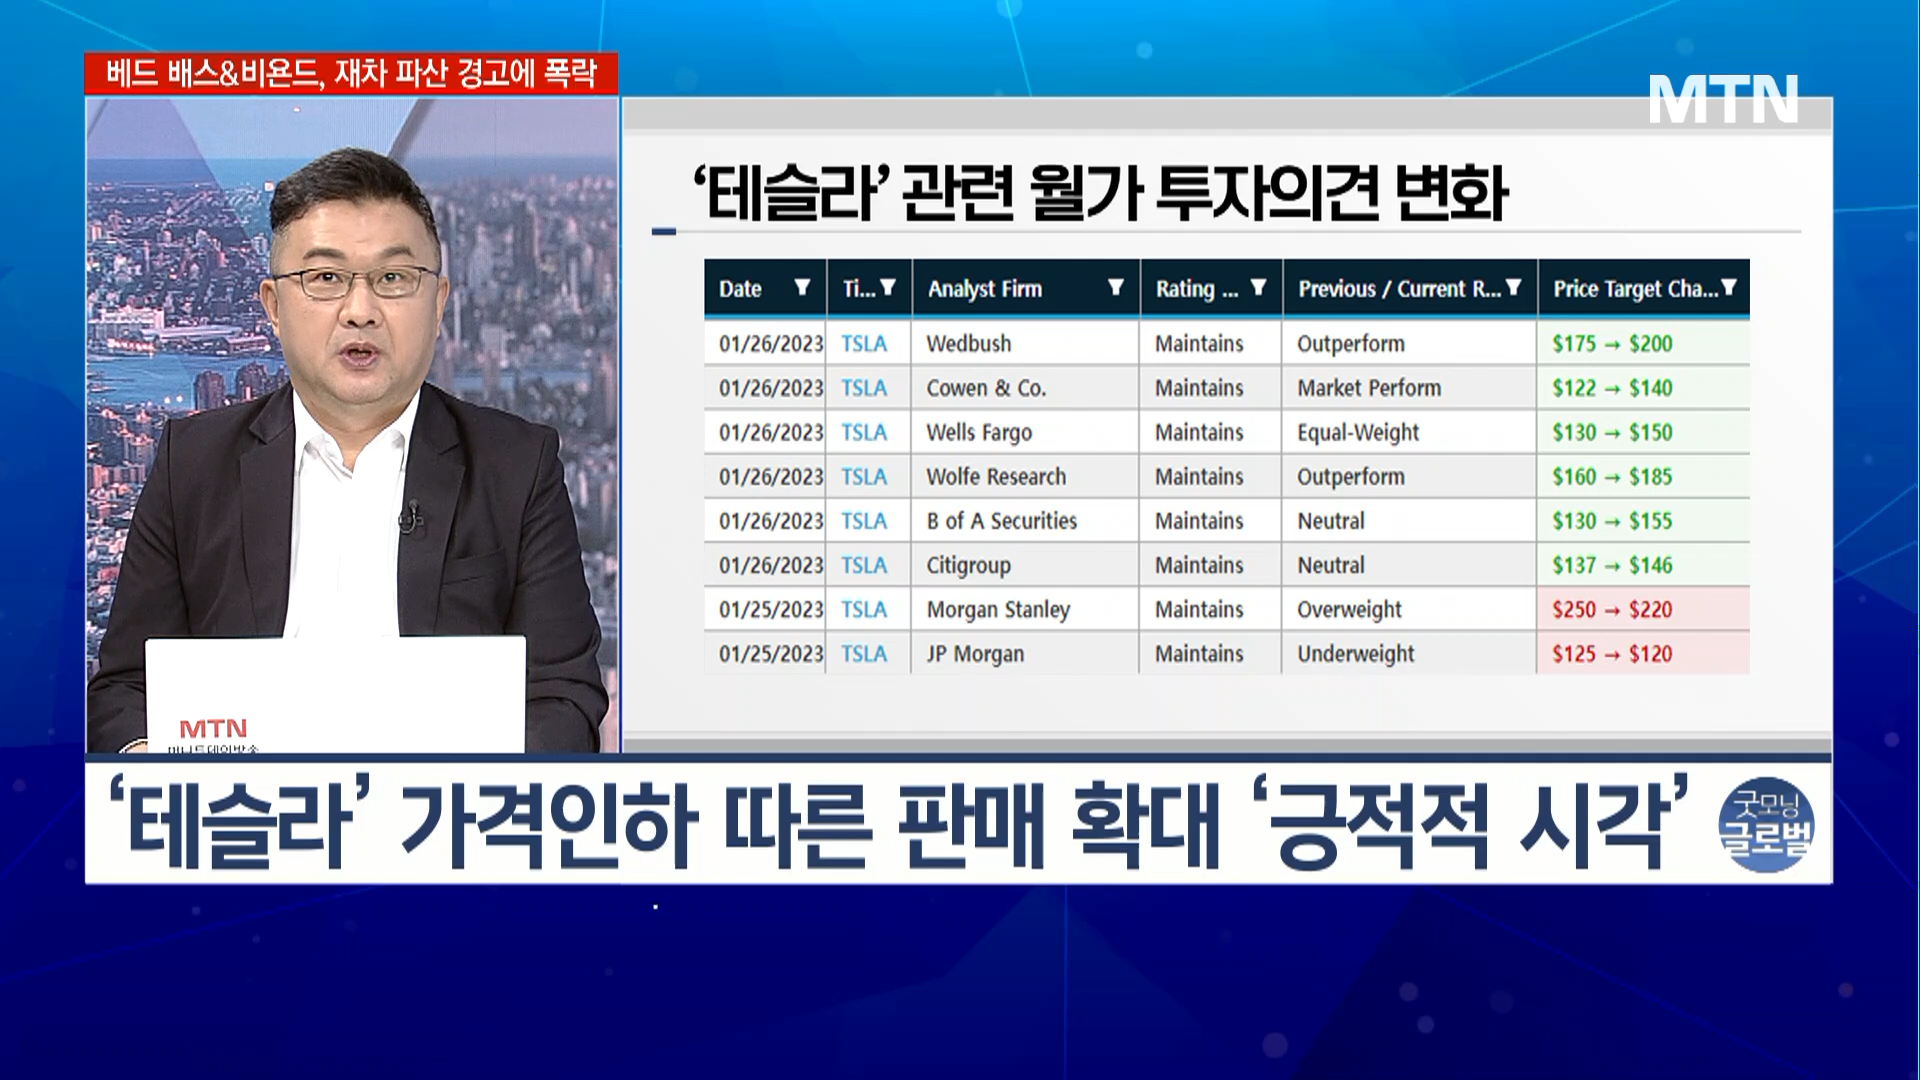 베드 배스&비욘드, 재차 파산 경고에 폭락
MTN
‘테슬라’ 관련 월가 투자의견 변화
Date Ti... Analyst Firm Rating ... Previous / Current R... Price Target Cha...
01/26/2023 TSLA Wedbush Maintains Outperform $175 → $200
01/26/2023 TSLA Cowen & Co. Maintains Market Perform $122 → $140
01/26/2023 TSLA Wells Fargo Maintains Equal-Weight $130 → $150
01/26/2023 TSLA Wolfe Research Maintains Outperform $160 → $185
01/26/2023 TSLA B of A Securities Maintains Neutral $130 → $155
01/26/2023 TSLA Citigroup Maintains Neutral $137 → $146
01/25/2023 TSLA Morgan Stanley Maintains Overweight $250 → $220
01/25/2023 TSLA JP Morgan Maintains Underweight $125 → $120
MTN
‘테슬라’ 가격인하 따른 판매 확대 ‘긍적적 시각’
굿모닝
글로벌